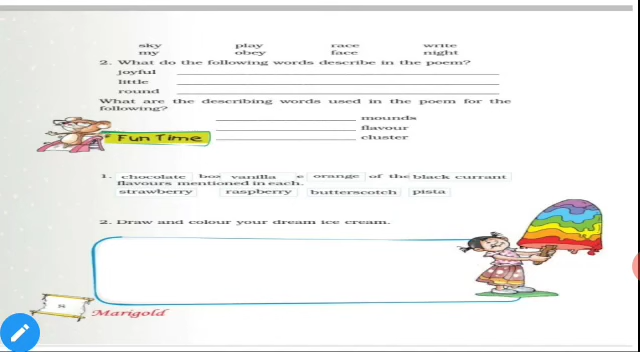 sky play race write
my obey face night
2. What do the following words describe in the poem?
joyful
little
round
What are the describing words used in the poem for the
following?
mounds
flavour
cluster
Fun Time
1. chocolate box vanilla e orange of the black currant
flavours mentioned in each.
strawberry raspberry butterscotch pista
2. Draw and colour your dream ice cream.
Marigold